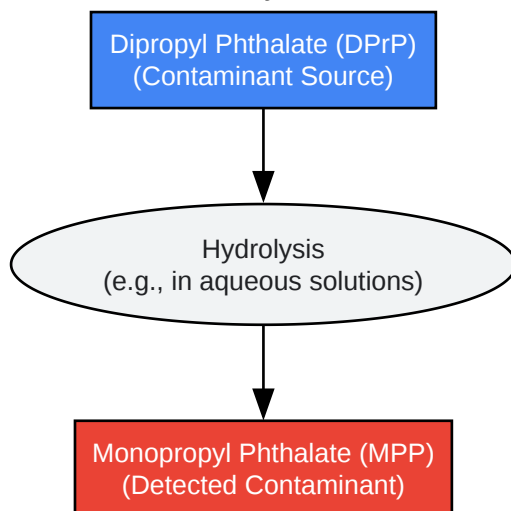 Dipropyl Phthalate (DPrP)
(Contaminant Source)
Hydrolysis
(e.g., in aqueous solutions)
Monopropyl Phthalate (MPP)
(Detected Contaminant)